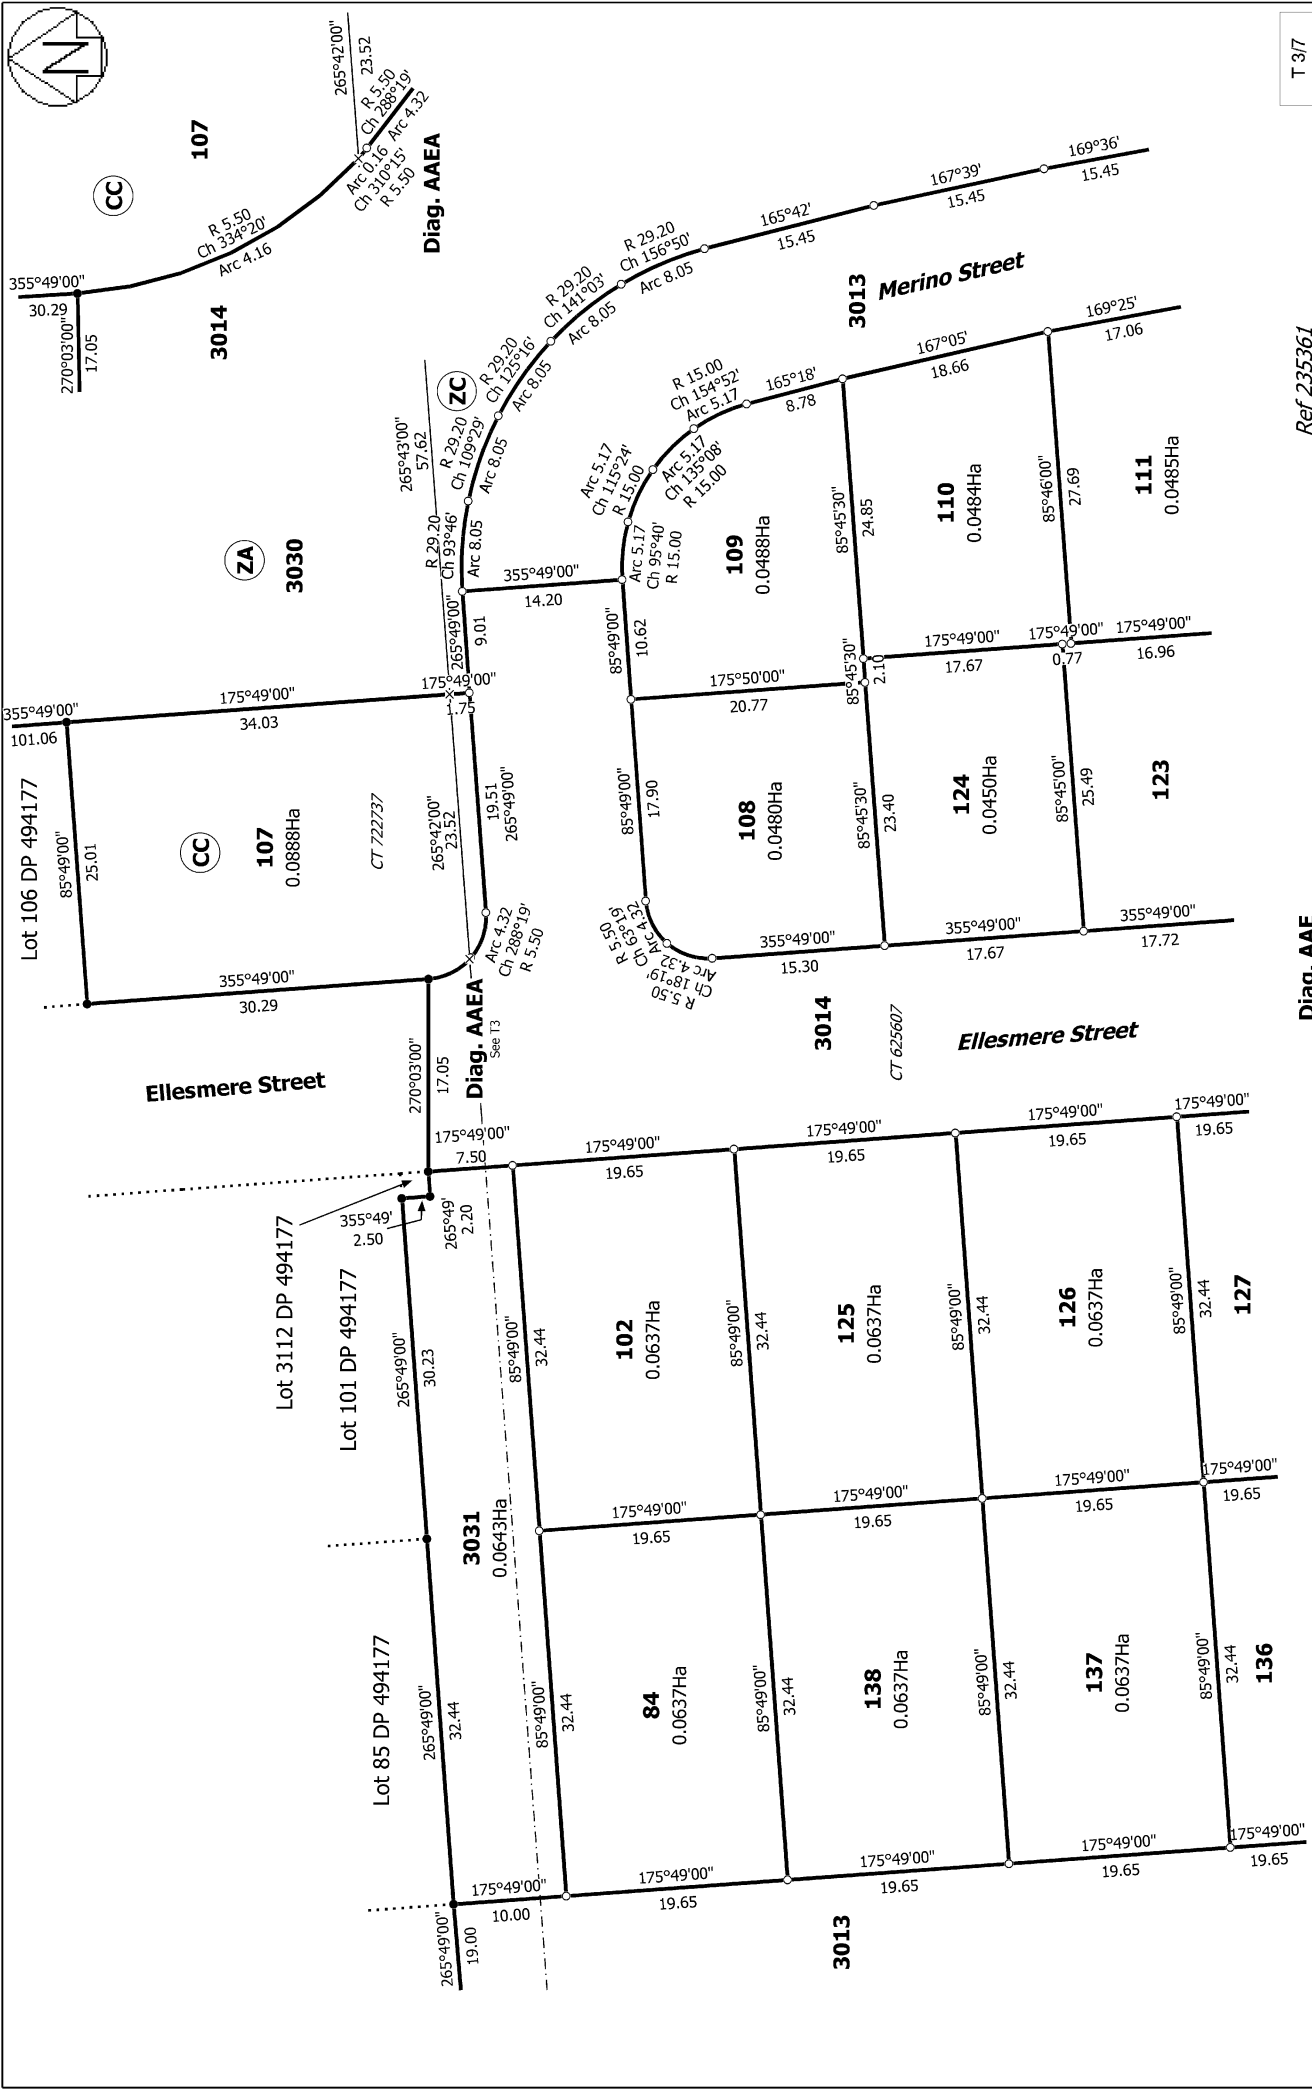 N
107
CC
265°42'00"
23.52
R 5.50
Ch 288°19'
Arc 4.32
Arc 0.16
Ch 310°15'
R 5.50
R 5.50
Ch 334°20'
Arc 4.16
Diag. AAEA
355°49'00"
30.29
270°03'00"
17.05
3014
T 3/7
ZA
3030
ZC
265°43'00"
57.62
R 29.20
Ch 93°46'
Arc 8.05
R 29.20
Ch 109°29'
Arc 8.05
R 29.20
Ch 125°16'
Arc 8.05
R 29.20
Ch 141°03'
Arc 8.05
R 29.20
Ch 156°50'
Arc 8.05
165°42'
15.45
167°39'
15.45
169°36'
15.45
3013
Merino Street
355°49'00"
14.20
265°49'00"
9.01
Arc 5.17
Ch 95°40'
R 15.00
Arc 5.17
Ch 115°24'
R 15.00
Arc 5.17
Ch 135°08'
R 15.00
R 15.00
Ch 154°52'
Arc 5.17
165°18'
8.78
167°05'
18.66
169°25'
17.06
Ref 235361
109
0.0488Ha
110
0.0484Ha
111
0.0485Ha
85°45'30"
24.85
85°46'00"
27.69
85°49'00"
10.62
85°45'30"
2.10
175°49'00"
17.67
175°49'00"
0.77
175°49'00"
16.96
355°49'00"
101.06
175°49'00"
34.03
175°49'00"
1.75
175°50'00"
20.77
Lot 106 DP 494177
85°49'00"
25.01
CC
107
0.0888Ha
CT 722737
265°42'00"
23.52
19.51
265°49'00"
Arc 4.32
Ch 288°19'
R 5.50
85°49'00"
17.90
108
0.0480Ha
85°45'30"
23.40
124
0.0450Ha
85°45'00"
25.49
123
R 5.50
Ch 63°19'
Arc 4.32
R 5.50
Ch 18°19'
Arc 4.32
355°49'00"
15.30
355°49'00"
17.67
355°49'00"
17.72
355°49'00"
30.29
Diag. AAEA
See T3
3014
CT 625607
Ellesmere Street
Diag. AAE
Ellesmere Street
270°03'00"
17.05
175°49'00"
7.50
175°49'00"
19.65
175°49'00"
19.65
175°49'00"
19.65
175°49'00"
19.65
Lot 3112 DP 494177
355°49'
2.50
265°49'
2.20
Lot 101 DP 494177
265°49'00"
30.23
85°49'00"
32.44
102
0.0637Ha
85°49'00"
32.44
125
0.0637Ha
85°49'00"
32.44
126
0.0637Ha
85°49'00"
32.44
127
3031
0.0643Ha
175°49'00"
19.65
175°49'00"
19.65
175°49'00"
19.65
175°49'00"
19.65
Lot 85 DP 494177
265°49'00"
32.44
85°49'00"
32.44
84
0.0637Ha
85°49'00"
32.44
138
0.0637Ha
85°49'00"
32.44
137
0.0637Ha
85°49'00"
32.44
136
265°49'00"
19.00
175°49'00"
10.00
175°49'00"
19.65
175°49'00"
19.65
175°49'00"
19.65
175°49'00"
19.65
3013